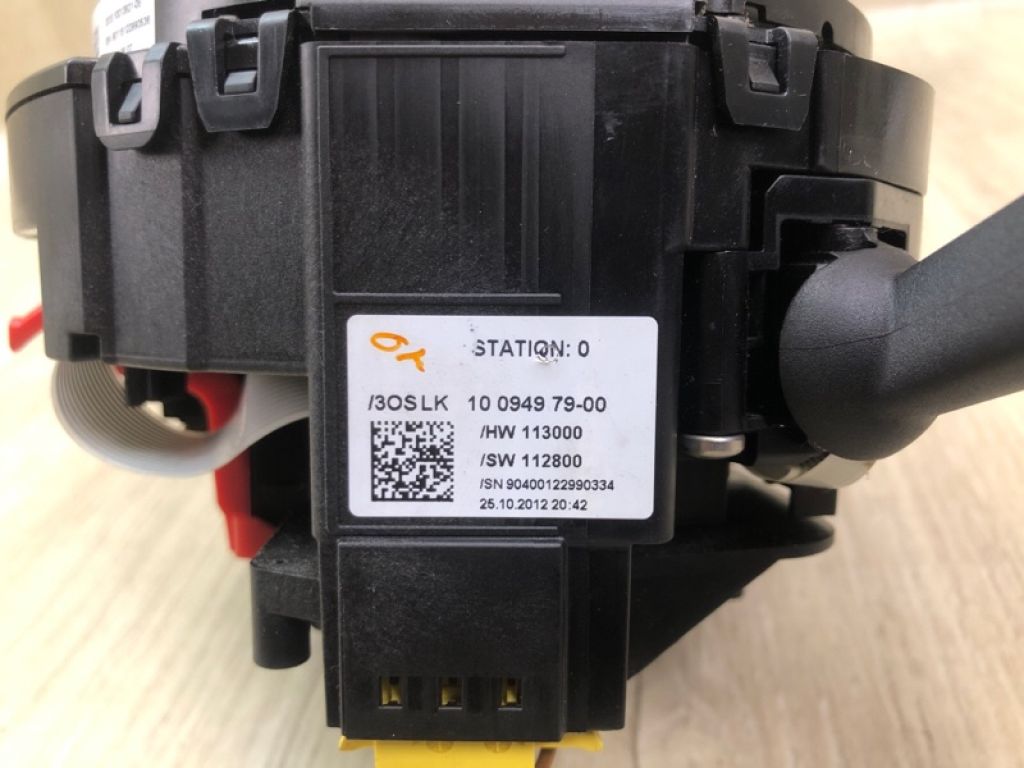 STATION: 0
/3OSLK 10 0949 79-00
/HW 113000
/SW 112800
/SN 90400122990334
25.10.2012 20:42